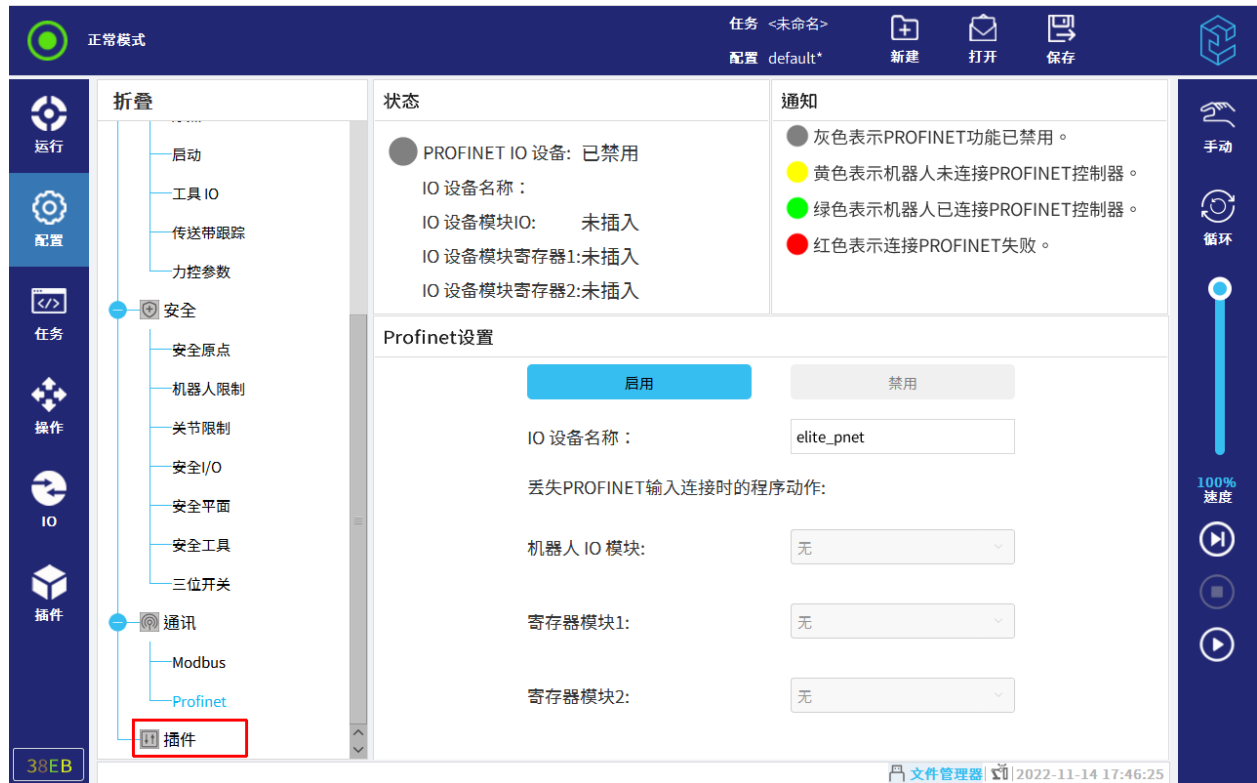 正常模式
任务 <未命名>
配置 default*
新建
打开
保存
运行
配置
任务
操作
IO
插件
38EB
折叠
启动
工具 IO
传送带跟踪
力控参数
安全
安全原点
机器人限制
关节限制
安全I/O
安全平面
安全工具
三位开关
通讯
Modbus
Profinet
插件
状态
PROFINET IO 设备: 已禁用
IO 设备名称：
IO 设备模块IO: 未插入
IO 设备模块寄存器1:未插入
IO 设备模块寄存器2:未插入
通知
灰色表示PROFINET功能已禁用。
黄色表示机器人未连接PROFINET控制器。
绿色表示机器人已连接PROFINET控制器。
红色表示连接PROFINET失败。
Profinet设置
启用 禁用
IO 设备名称： elite_pnet
丢失PROFINET输入连接时的程序动作:
机器人 IO 模块: 无
寄存器模块1: 无
寄存器模块2: 无
手动
循环
100%
速度
文件管理器 2022-11-14 17:46:25